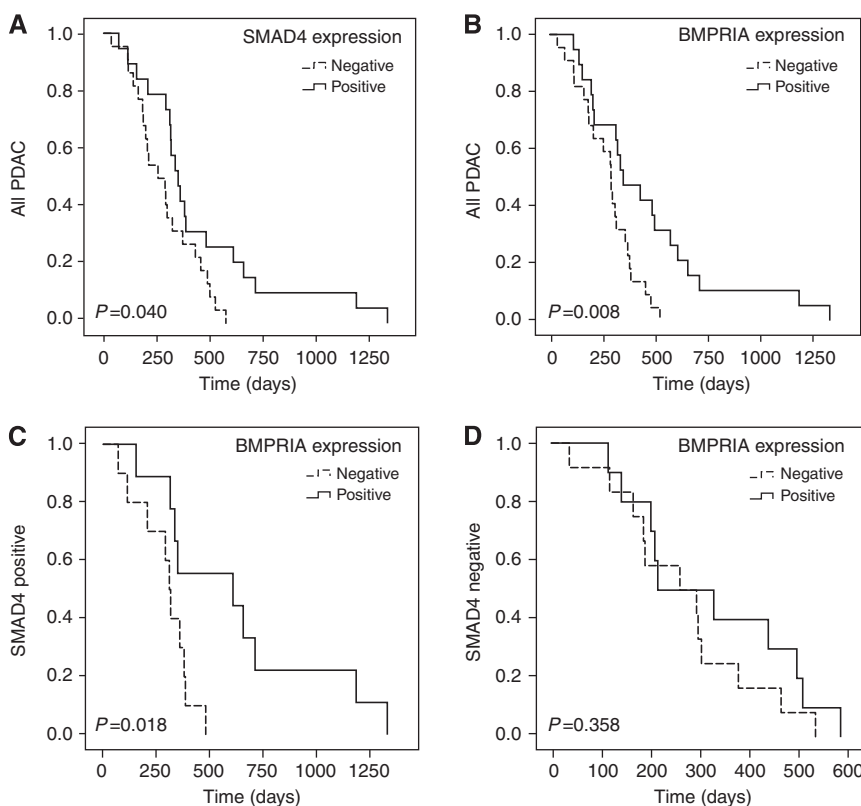 A
SMAD4 expression
Negative
Positive
All PDAC
1.0
0.8
0.6
0.4
0.2
0.0
P=0.040
0 250 500 750 1000 1250
Time (days)
B
BMPRIA expression
Negative
Positive
All PDAC
1.0
0.8
0.6
0.4
0.2
0.0
P=0.008
0 250 500 750 1000 1250
Time (days)
C
BMPRIA expression
Negative
Positive
SMAD4 positive
1.0
0.8
0.6
0.4
0.2
0.0
P=0.018
0 250 500 750 1000 1250
Time (days)
D
BMPRIA expression
Negative
Positive
SMAD4 negative
1.0
0.8
0.6
0.4
0.2
0.0
P=0.358
0 100 200 300 400 500 600
Time (days)